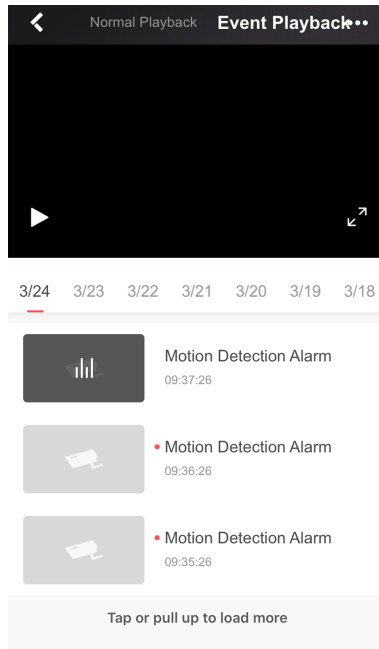 Normal Playback Event Playback
3/24 3/23 3/22 3/21 3/20 3/19 3/18
Motion Detection Alarm
09:37:26
Motion Detection Alarm
09:36:26
Motion Detection Alarm
09:35:26
Tap or pull up to load more